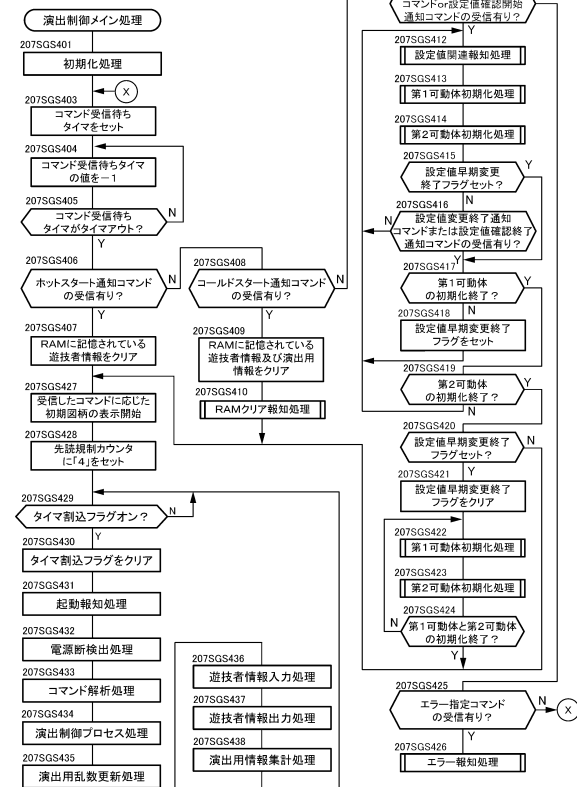 演出制御メイン処理
207SGS401
初期化処理
X
207SGS403
コマンド受信待ち
タイマをセット
207SGS404
コマンド受信待ちタイマ
の値を－1
207SGS405
コマンド受信待ち
タイマがタイムアウト？
N
Y
207SGS406
ホットスタート通知コマンド
の受信有り？
N
Y
207SGS407
RAMに記憶されている
遊技者情報をクリア
207SGS427
受信したコマンドに応じた
初期図柄の表示開始
207SGS428
先読規制カウンタ
に「4」をセット
207SGS429
タイマ割込フラグオン？
N
Y
207SGS430
タイマ割込フラグをクリア
207SGS431
起動報知処理
207SGS432
電源断検出処理
207SGS433
コマンド解析処理
207SGS434
演出制御プロセス処理
207SGS435
演出用乱数更新処理
207SGS408
コールドスタート通知コマンド
の受信有り？
N
Y
207SGS409
RAMに記憶されている
遊技者情報及び演出用
情報をクリア
207SGS410
RAMクリア報知処理
207SGS436
遊技者情報入力処理
207SGS437
遊技者情報出力処理
207SGS438
演出用情報集計処理
コマンドor設定値確認開始
通知コマンドの受信有り？
Y
207SGS412
設定値関連報知処理
207SGS413
第1可動体初期化処理
207SGS414
第2可動体初期化処理
207SGS415
設定値早期変更
終了フラグセット？
Y
N
207SGS416
設定値変更終了通知
コマンドまたは設定値確認終了
通知コマンドの受信有り？
N
Y
207SGS417
第1可動体
の初期化終了？
Y
N
207SGS418
設定値早期変更終了
フラグをセット
207SGS419
第2可動体
の初期化終了？
Y
N
207SGS420
設定値早期変更終了
フラグセット？
N
Y
207SGS421
設定値早期変更終了
フラグをクリア
207SGS422
第1可動体初期化処理
207SGS423
第2可動体初期化処理
207SGS424
第1可動体と第2可動体
の初期化終了？
N
Y
207SGS425
エラー指定コマンド
の受信有り？
N
X
Y
207SGS426
エラー報知処理